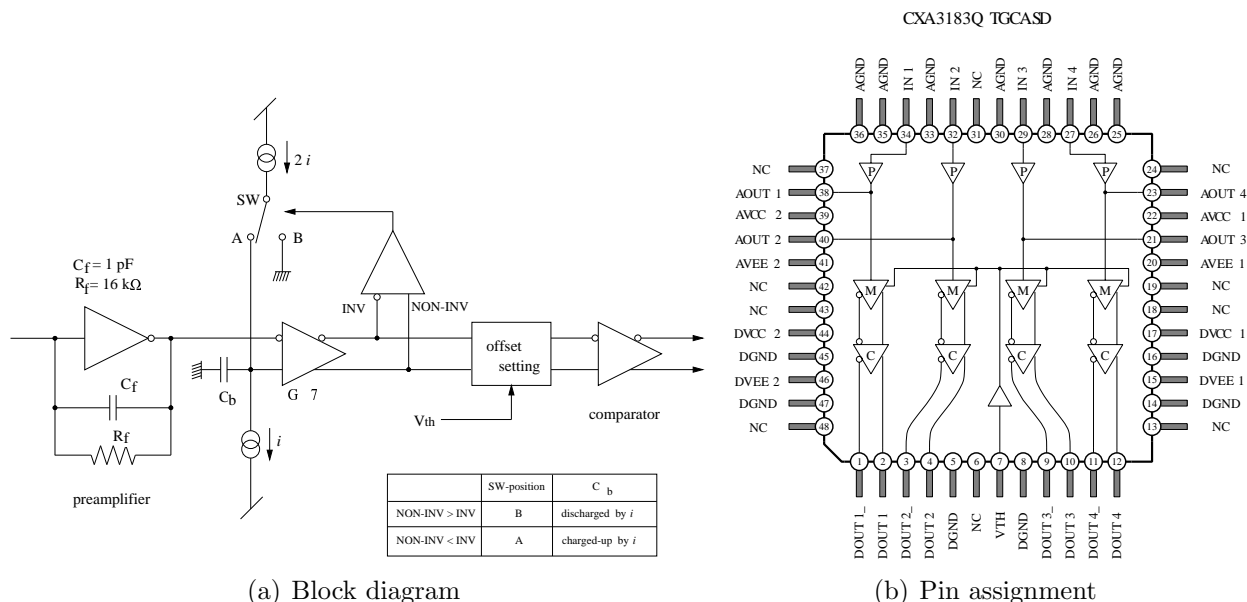 CXA3183Q TGCASD
AGND AGND IN 1 AGND IN 2 NC AGND IN 3 AGND IN 4 AGND AGND
36 35 34 33 32 31 30 29 28 27 26 25
P P P P
NC 37
AOUT 1 38
AVCC 2 39
AOUT 2 40
AVEE 2 41
NC 42
NC 43
DVCC 2 44
DGND 45
DVEE 2 46
DGND 47
NC 48
24 NC
23 AOUT 4
22 AVCC 1
21 AOUT 3
20 AVEE 1
19 NC
18 NC
17 DVCC 1
16 DGND
15 DVEE 1
14 DGND
13 NC
M M M M
C C C C
1 2 3 4 5 6 7 8 9 10 11 12
DOUT 1_ DOUT 1 DOUT 2_ DOUT 2 DGND NC VTH DGND DOUT 3_ DOUT 3 DOUT 4_ DOUT 4
2 i
SW
A B
Cf = 1 pF
Rf = 16 kΩ
INV NON-INV
offset
setting
Cb
G 7
Cf
Vth
comparator
Rf
i
preamplifier
SW-position C b
NON-INV > INV B discharged by i
NON-INV < INV A charged-up by i
(a) Block diagram
(b) Pin assignment